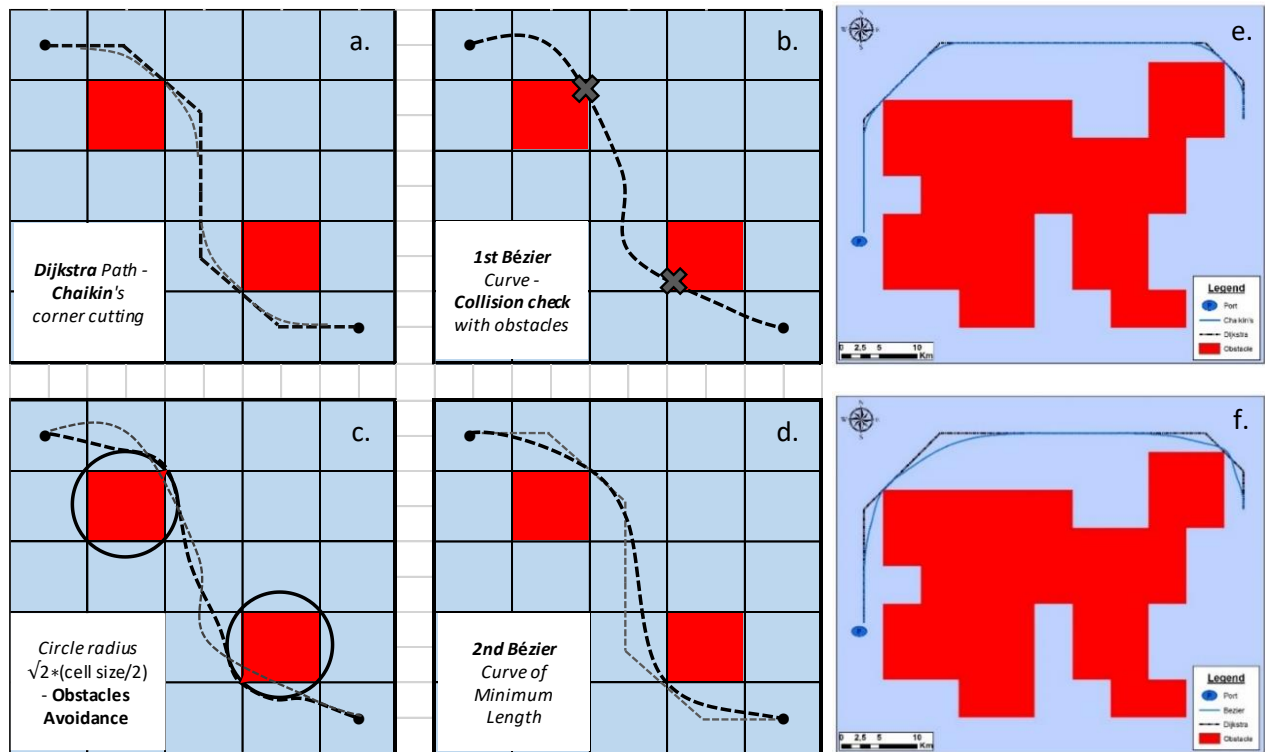 a.
Dijkstra Path -
Chaikin's
corner cutting
b.
1st Bézier
Curve -
Collision check
with obstacles
e.
Legend
P Port
Chaikin's
Dijkstra
Obstacle
P
0 2,5 5 10
Km
c.
Circle radius
√2*(cell size/2)
- Obstacles
Avoidance
d.
2nd Bézier
Curve of
Minimum
Length
f.
Legend
P Port
Bezier
Dijkstra
Obstacle
P
0 2,5 5 10
Km